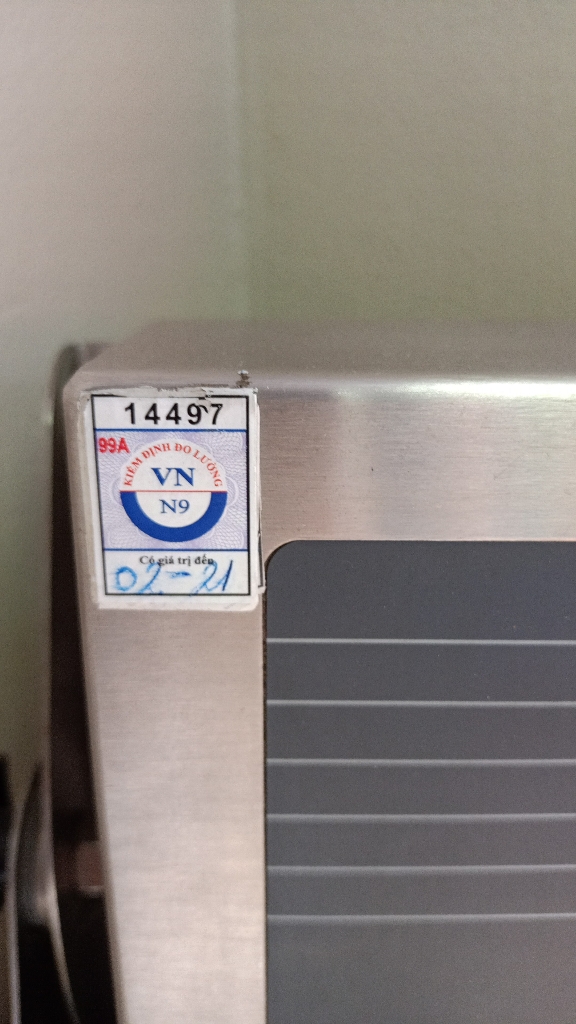 14497
99A
KIỂM ĐỊNH ĐO LƯỜNG
VN
N9
Có giá trị đến
02-21